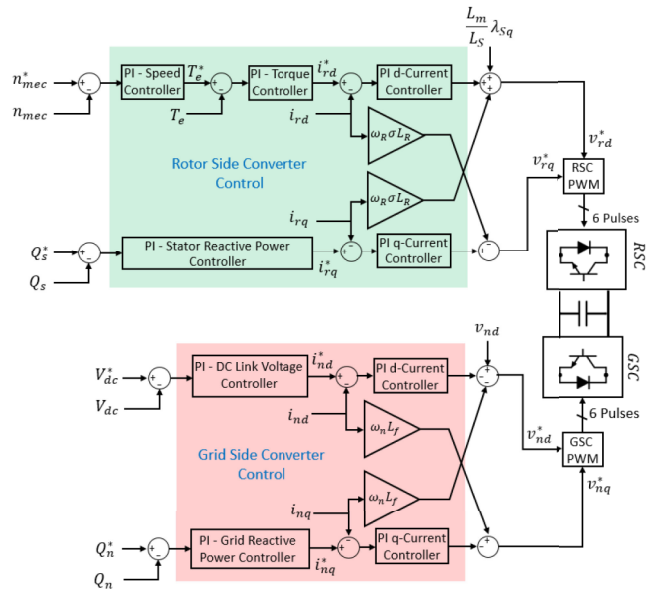 L_m
L_S λ_Sq
n*_mec
n_mec
PI - Speed
Controller
T*_e
T_e
PI - Torque
Controller
i*_rd
i_rd
PI d-Current
Controller
ω_RσL_R
Rotor Side Converter
Control
ω_RσL_R
i_rq
v*_rd
v*_rq
RSC
PWM
6 Pulses
RSC
Q*_s
Q_s
PI - Stator Reactive Power
Controller
i*_rq
PI q-Current
Controller
v_nd
V*_dc
V_dc
PI - DC Link Voltage
Controller
i*_nd
i_nd
PI d-Current
Controller
GSC
6 Pulses
ω_nL_f
Grid Side Converter
Control
ω_nL_f
i_nq
v*_nd
GSC
PWM
v*_nq
Q*_n
Q_n
PI - Grid Reactive
Power Controller
i*_nq
PI q-Current
Controller